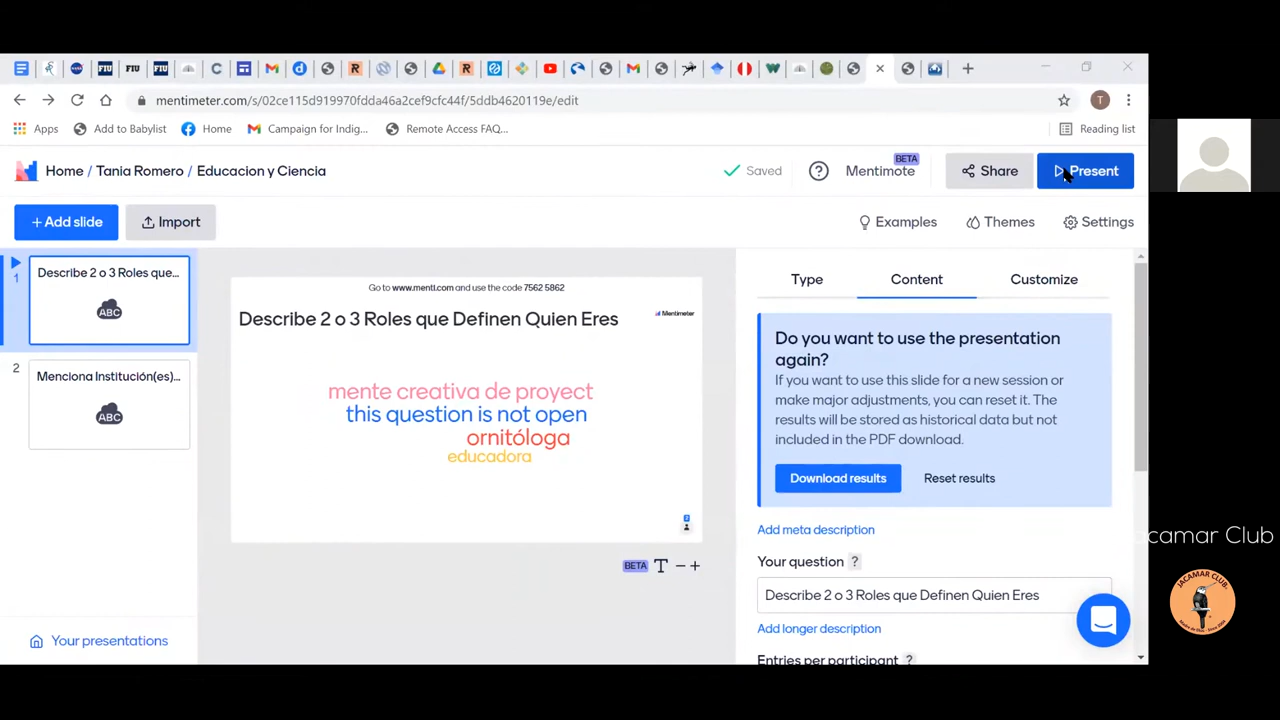 FIU
FIU
FIU
mentimeter.com/s/02ce115d919970fdda46a2cef9cfc44f/5ddb4620119e/edit
T
Apps
Add to Babylist
Home
Campaign for Indig...
Remote Access FAQ...
Reading list
Home / Tania Romero / Educacion y Ciencia
Saved
?
Mentimote
BETA
Share
Present
+ Add slide
Import
Examples
Themes
Settings
1
Describe 2 o 3 Roles que...
ABC
2
Menciona Institución(es)...
ABC
Your presentations
Go to www.menti.com and use the code 7562 5862
Describe 2 o 3 Roles que Definen Quien Eres
Mentimeter
mente creativa de proyect
this question is not open
ornitóloga
educadora
2
BETA T − +
Type
Content
Customize
Do you want to use the presentation
again?
If you want to use this slide for a new session or
make major adjustments, you can reset it. The
results will be stored as historical data but not
included in the PDF download.
Download results
Reset results
Add meta description
Your question ?
Describe 2 o 3 Roles que Definen Quien Eres
Add longer description
Entries per participant ?
acamar Club
JACAMAR CLUB